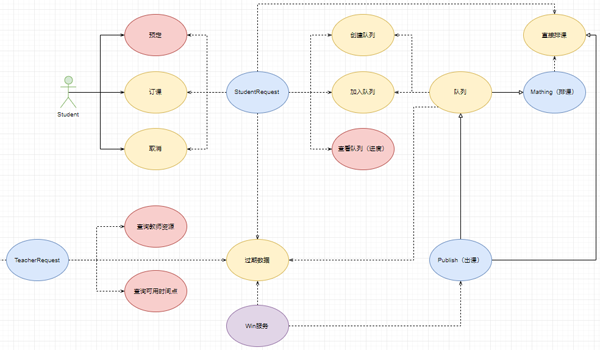 预定
创建队列
直接排课
Student
订课
StudentRequest
加入队列
队列
Mathing（排课）
取消
查看队列（进度）
查询教师资源
TeacherRequest
过期数据
Publish（出课）
查询可用时间点
Win服务